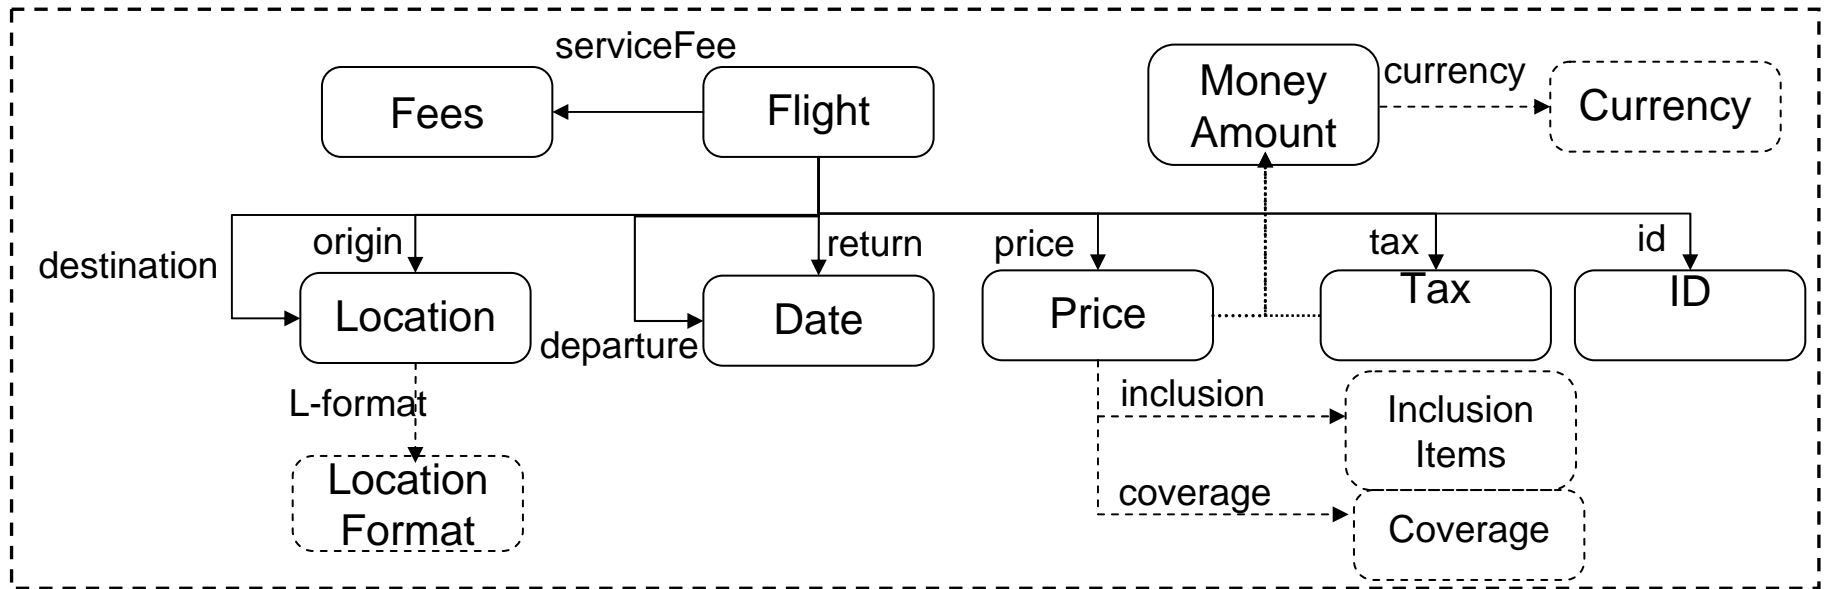 serviceFee
Fees
Flight
Money
Amount
currency
Currency
destination
origin
return
price
tax
id
Location
departure
Date
Price
Tax
ID
L-format
inclusion
Inclusion
Items
Location
Format
coverage
Coverage